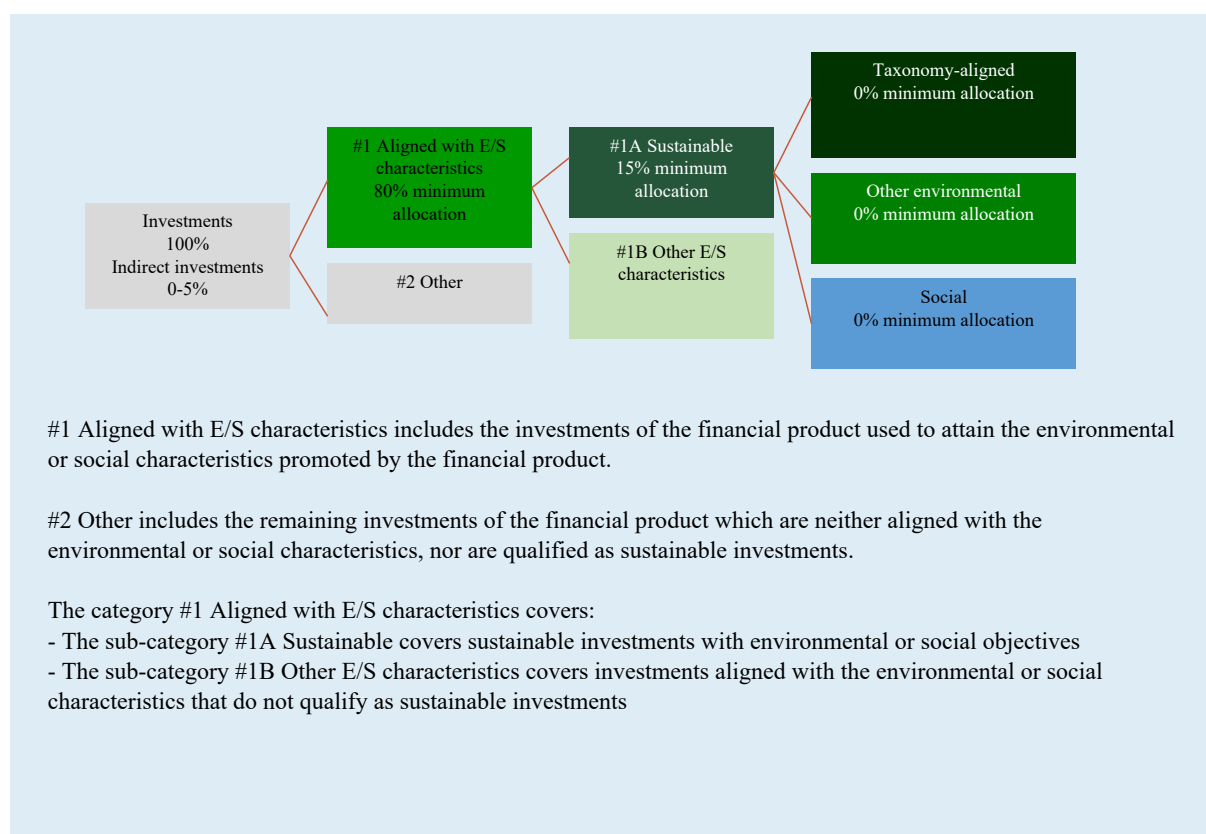 Investments
100%
Indirect investments
0-5%
#1 Aligned with E/S
characteristics
80% minimum
allocation
#2 Other
#1A Sustainable
15% minimum
allocation
#1B Other E/S
characteristics
Taxonomy-aligned
0% minimum allocation
Other environmental
0% minimum allocation
Social
0% minimum allocation
#1 Aligned with E/S characteristics includes the investments of the financial product used to attain the environmental
or social characteristics promoted by the financial product.
#2 Other includes the remaining investments of the financial product which are neither aligned with the
environmental or social characteristics, nor are qualified as sustainable investments.
The category #1 Aligned with E/S characteristics covers:
- The sub-category #1A Sustainable covers sustainable investments with environmental or social objectives
- The sub-category #1B Other E/S characteristics covers investments aligned with the environmental or social
characteristics that do not qualify as sustainable investments